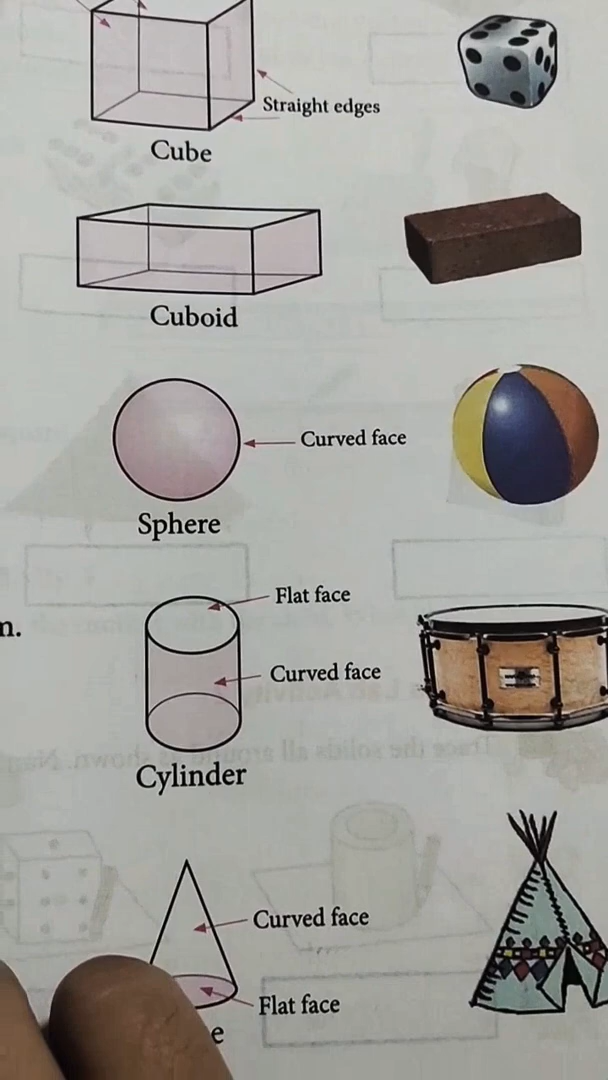 Straight edges
Cube
Cuboid
Curved face
Sphere
Flat face
n.
Curved face
Cylinder
Curved face
Flat face
e